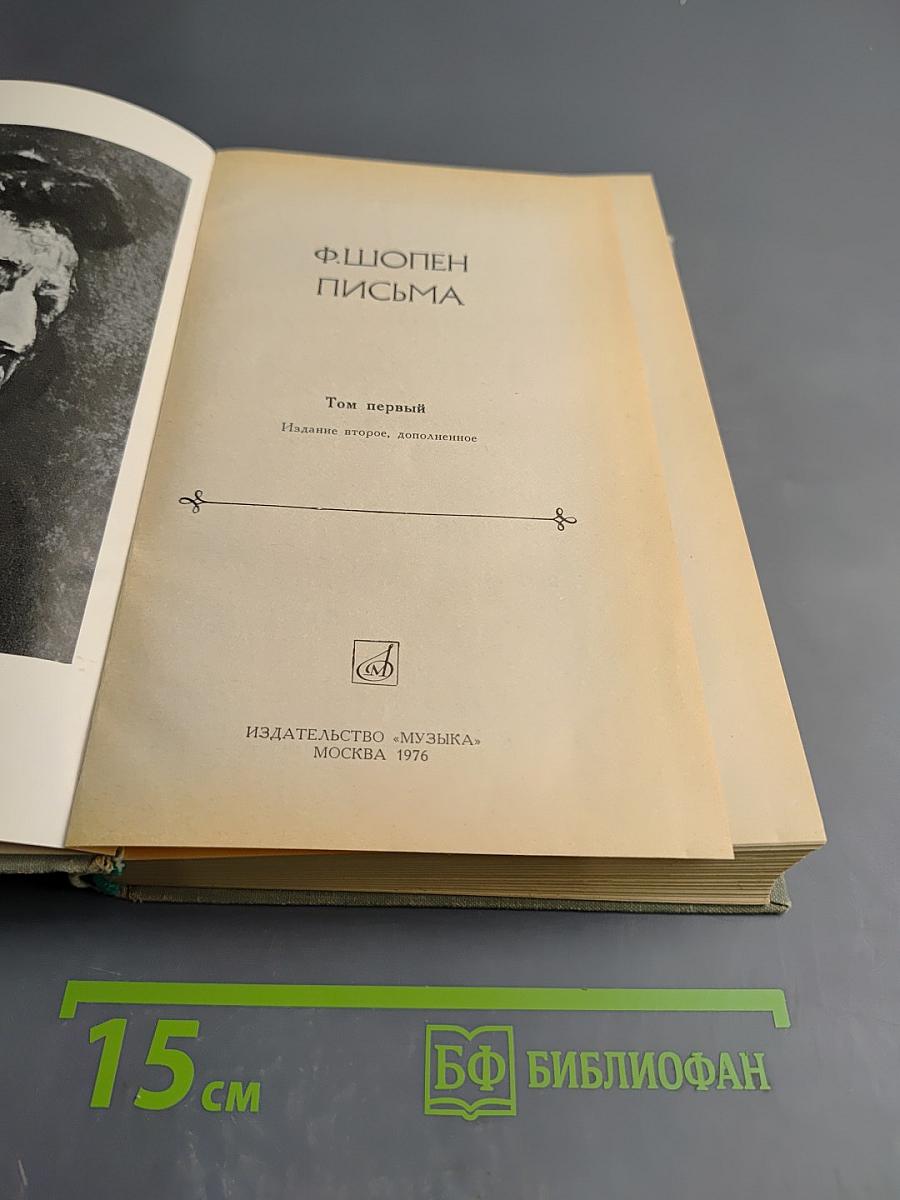 Ф.ШОПЕН
ПИСЬМА
Том первый
Издание второе, дополненное
М
ИЗДАТЕЛЬСТВО «МУЗЫКА»
МОСКВА 1976
15 см
БФ БИБЛИОФАН